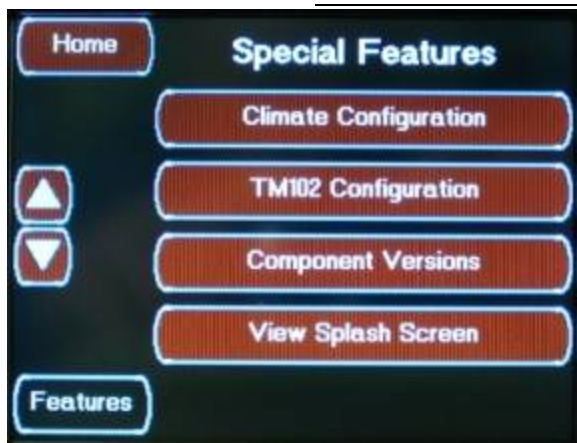 Home
Special Features
Climate Configuration
TM102 Configuration
Component Versions
View Splash Screen
Features